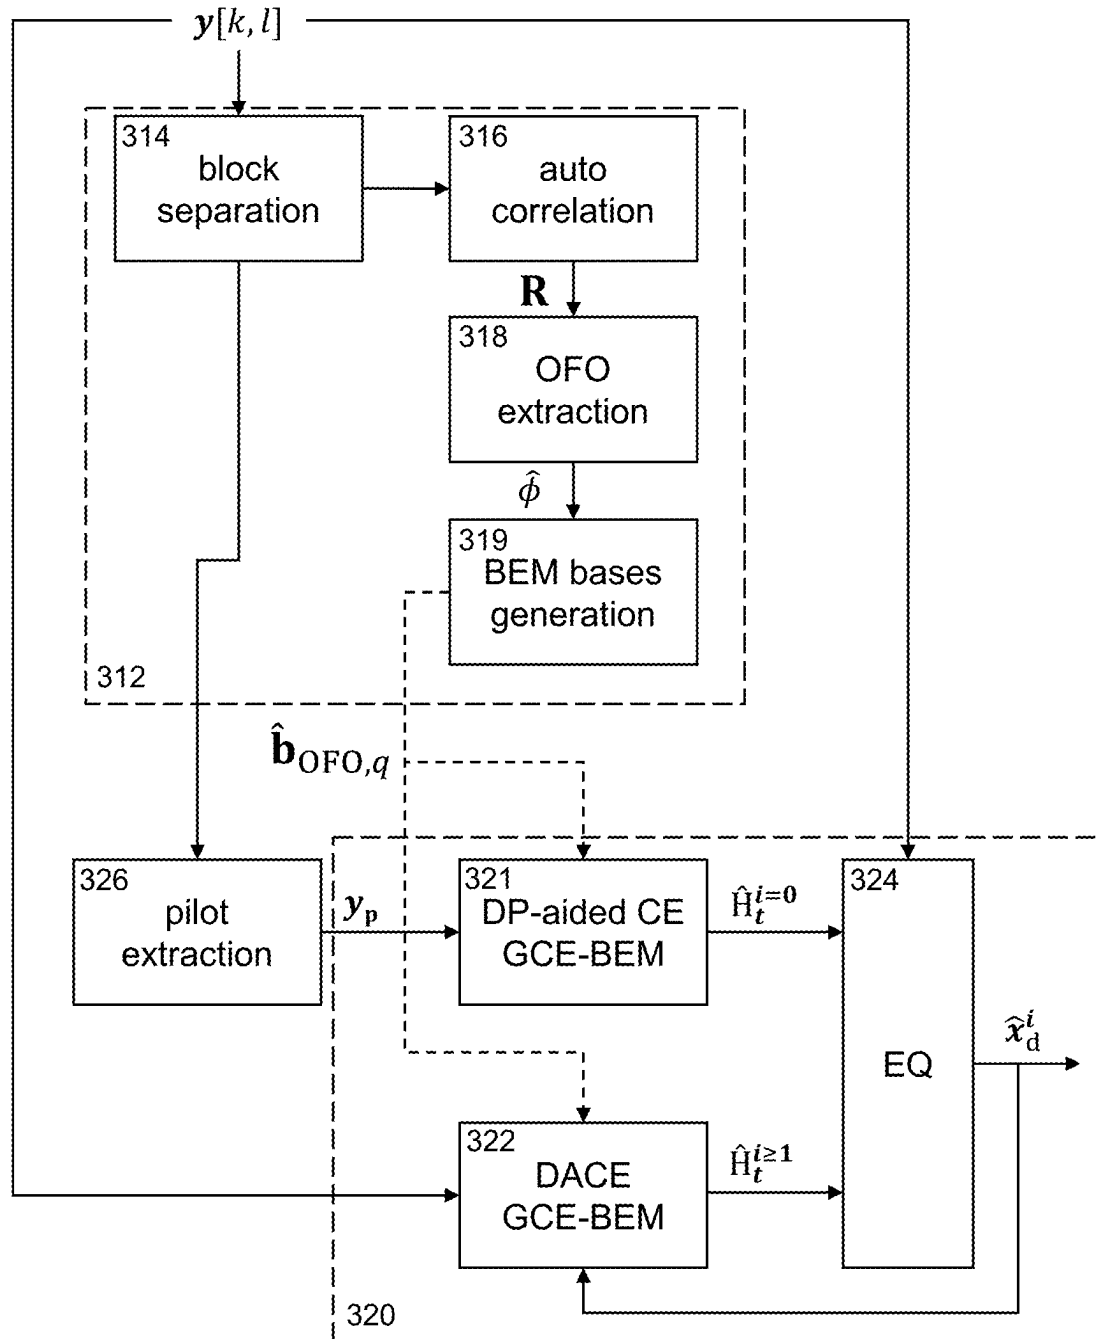 y[k, l]
314
block
separation
316
auto
correlation
R
318
OFO
extraction
ϕ̂
319
BEM bases
generation
312
b̂OFO,q
326
pilot
extraction
yp
321
DP-aided CE
GCE-BEM
Ĥₜⁱ⁼⁰
324
EQ
x̂dⁱ
322
DACE
GCE-BEM
Ĥₜⁱ≥¹
320